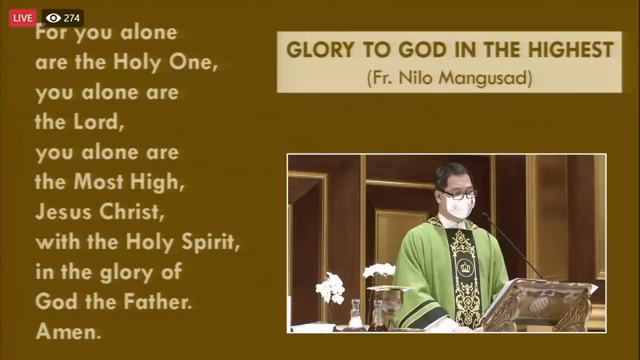 LIVE 274
For you alone
are the Holy One,
you alone are
the Lord,
you alone are
the Most High,
Jesus Christ,
with the Holy Spirit,
in the glory of
God the Father.
Amen.
GLORY TO GOD IN THE HIGHEST
(Fr. Nilo Mangusad)